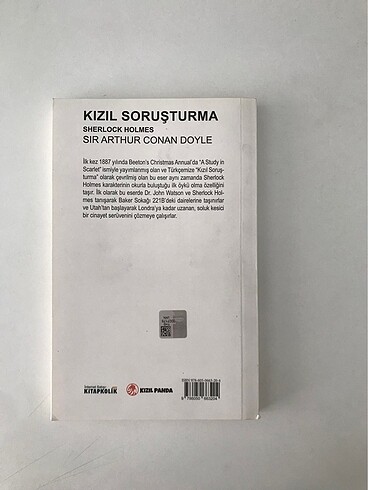 KIZIL SORUŞTURMA
SHERLOCK HOLMES
SIR ARTHUR CONAN DOYLE
İlk kez 1887 yılında Beeton's Christmas Annual'da "A Study in
Scarlet" ismiyle yayımlanmış olan ve Türkçemize "Kızıl Soruş-
turma" olarak çevrilmiş olan bu eser aynı zamanda Sherlock
Holmes karakterinin okurla buluştuğu ilk öykü olma özelliğini
taşır. İlk olarak bu eserde Dr. John Watson ve Sherlock Hol-
mes tanışarak Baker Sokağı 221B'deki dairelerine taşınırlar
ve Utah'tan başlayarak Londra'ya kadar uzanan, soluk kesici
bir cinayet serüvenini çözmeye çalışırlar.
İnternet Satışı
KİTAPKOLİK
KIZIL PANDA